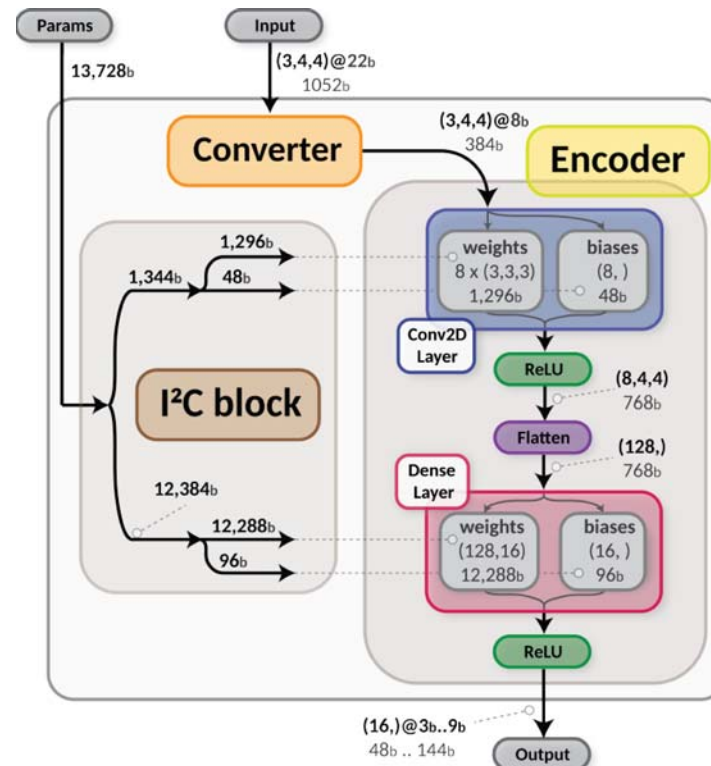 Params
Input
13,728b
(3,4,4)@22b
1052b
Converter
(3,4,4)@8b
384b
Encoder
weights
8 x (3,3,3)
1,296b
biases
(8, )
48b
Conv2D
Layer
1,296b
1,344b
48b
I²C block
ReLU
(8,4,4)
768b
Flatten
(128,)
768b
Dense
Layer
12,384b
12,288b
96b
weights
(128,16)
12,288b
biases
(16, )
96b
ReLU
(16,)@3b..9b
48b .. 144b
Output